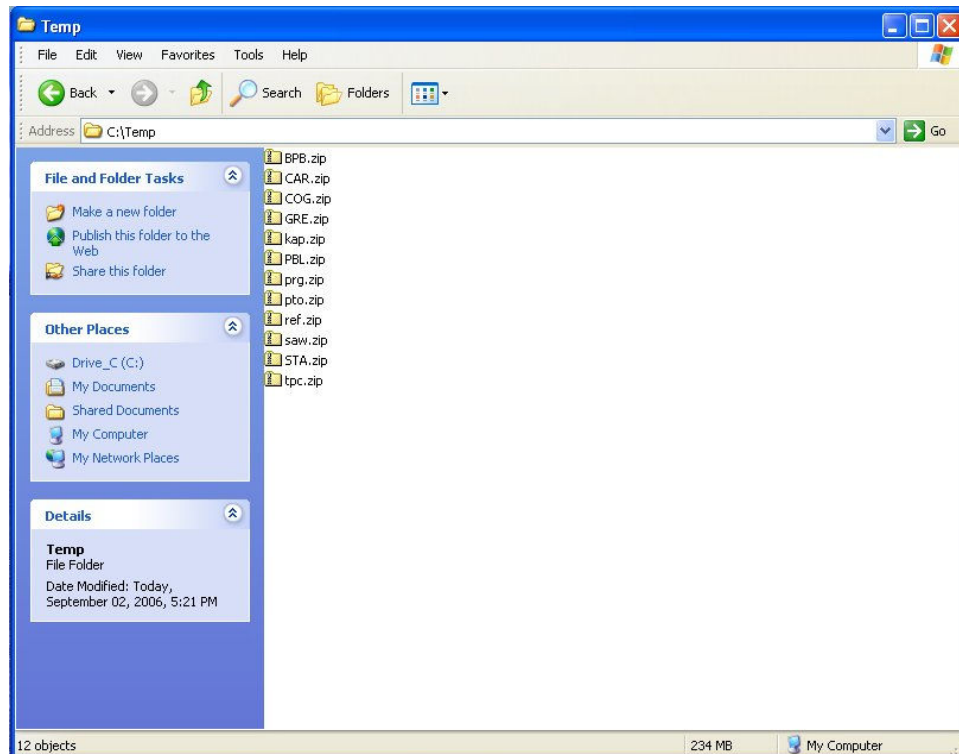 Temp
File Edit View Favorites Tools Help
Back Search Folders
Address C:\Temp Go
File and Folder Tasks
Make a new folder
Publish this folder to the
Web
Share this folder
Other Places
Drive_C (C:)
My Documents
Shared Documents
My Computer
My Network Places
Details
Temp
File Folder
Date Modified: Today,
September 02, 2006, 5:21 PM
BPB.zip
CAR.zip
COG.zip
GRE.zip
kap.zip
PBL.zip
prg.zip
pto.zip
ref.zip
saw.zip
STA.zip
tpc.zip
12 objects 234 MB My Computer